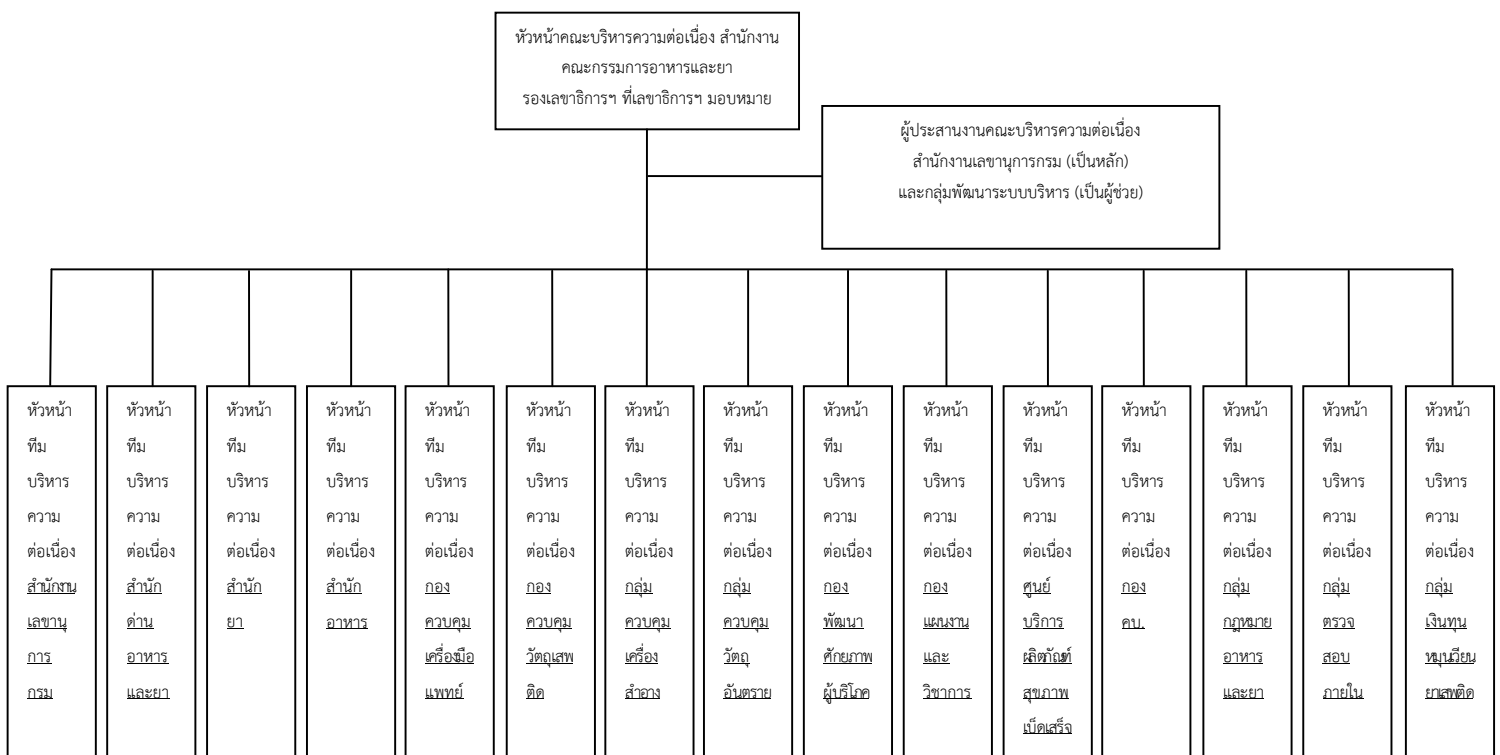 หัวหน้าคณะบริหารความต่อเนื่อง สำนักงาน
คณะกรรมการอาหารและยา
รองเลขาธิการฯ ที่เลขาธิการฯ มอบหมาย
ผู้ประสานงานคณะบริหารความต่อเนื่อง
สำนักงานเลขานุการกรม (เป็นหลัก)
และกลุ่มพัฒนาระบบบริหาร (เป็นผู้ช่วย)
หัวหน้า
ทีม
บริหาร
ความ
ต่อเนื่อง
สำนักงาน
เลขานุ
การ
กรม
หัวหน้า
ทีม
บริหาร
ความ
ต่อเนื่อง
สำนัก
ด่าน
อาหาร
และยา
หัวหน้า
ทีม
บริหาร
ความ
ต่อเนื่อง
สำนัก
ยา
หัวหน้า
ทีม
บริหาร
ความ
ต่อเนื่อง
สำนัก
อาหาร
หัวหน้า
ทีม
บริหาร
ความ
ต่อเนื่อง
กอง
ควบคุม
เครื่องมือ
แพทย์
หัวหน้า
ทีม
บริหาร
ความ
ต่อเนื่อง
กอง
ควบคุม
วัตถุเสพ
ติด
หัวหน้า
ทีม
บริหาร
ความ
ต่อเนื่อง
กลุ่ม
ควบคุม
เครื่อง
สำอาง
หัวหน้า
ทีม
บริหาร
ความ
ต่อเนื่อง
กลุ่ม
ควบคุม
วัตถุ
อันตราย
หัวหน้า
ทีม
บริหาร
ความ
ต่อเนื่อง
กอง
พัฒนา
ศักยภาพ
ผู้บริโภค
หัวหน้า
ทีม
บริหาร
ความ
ต่อเนื่อง
กอง
แผนงาน
และ
วิชาการ
หัวหน้า
ทีม
บริหาร
ความ
ต่อเนื่อง
ศูนย์
บริการ
ผลิตภัณฑ์
สุขภาพ
เบ็ดเสร็จ
หัวหน้า
ทีม
บริหาร
ความ
ต่อเนื่อง
กอง
คบ.
หัวหน้า
ทีม
บริหาร
ความ
ต่อเนื่อง
กลุ่ม
กฎหมาย
อาหาร
และยา
หัวหน้า
ทีม
บริหาร
ความ
ต่อเนื่อง
กลุ่ม
ตรวจ
สอบ
ภายใน
หัวหน้า
ทีม
บริหาร
ความ
ต่อเนื่อง
กลุ่ม
เงินทุน
หมุนเวียน
ยาเสพติด